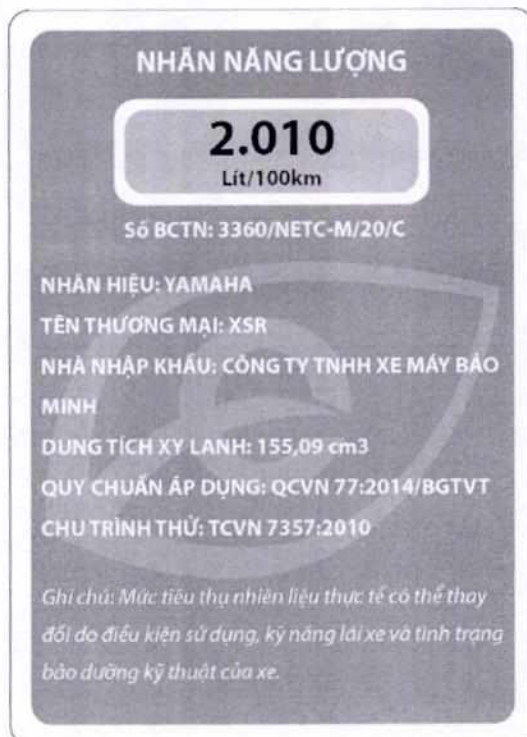 NHÃN NĂNG LƯỢNG
2.010
Lít/100km
Số BCTN: 3360/NETC-M/20/C
NHÃN HIỆU: YAMAHA
TÊN THƯƠNG MẠI: XSR
NHÀ NHẬP KHẨU: CÔNG TY TNHH XE MÁY BẢO
MINH
DUNG TÍCH XY LANH: 155,09 cm3
QUY CHUẨN ÁP DỤNG: QCVN 77:2014/BGTVT
CHU TRÌNH THỬ: TCVN 7357:2010
Ghi chú: Mức tiêu thụ nhiên liệu thực tế có thể thay
đổi do điều kiện sử dụng, kỹ năng lái xe và tình trạng
bảo dưỡng kỹ thuật của xe.